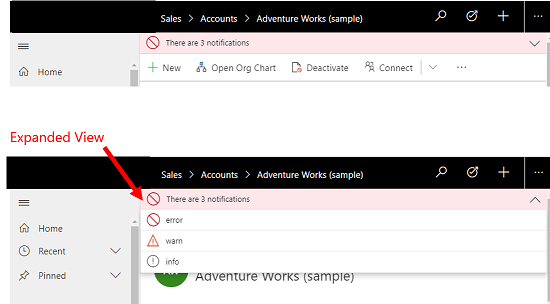 Sales > Accounts > Adventure Works (sample)
There are 3 notifications
Home
New Open Org Chart Deactivate Connect ...
Expanded View
Sales > Accounts > Adventure Works (sample)
There are 3 notifications
error
Home
warn
Recent
info
Pinned
Adventure Works (sample)